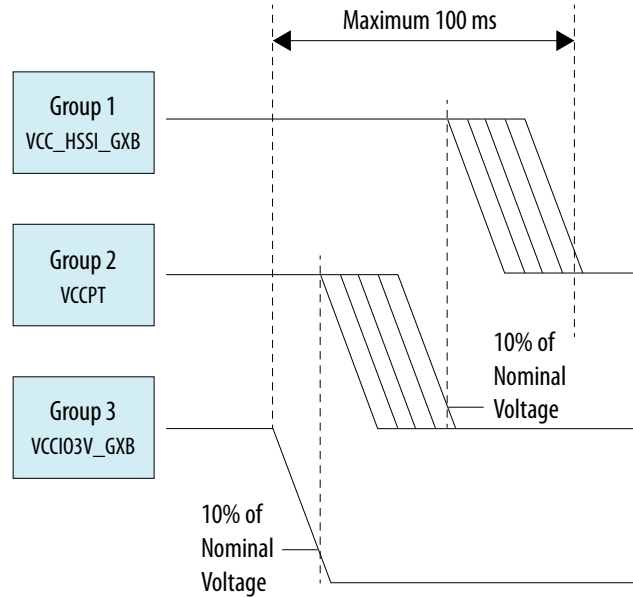 Maximum 100 ms
Group 1
VCC_HSSI_GXB
Group 2
VCCPT
10% of
Nominal
Voltage
Group 3
VCCIO3V_GXB
10% of
Nominal
Voltage